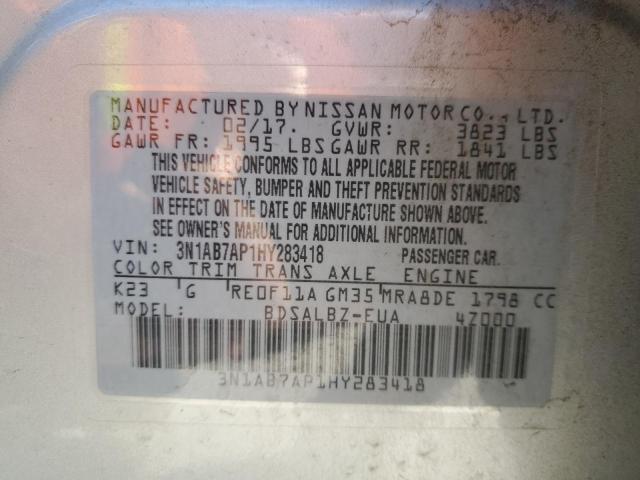 MANUFACTURED BY NISSAN MOTOR CO., LTD.
DATE: 02/17. GVWR: 3823 LBS
GAWR FR: 1995 LBS GAWR RR: 1841 LBS
THIS VEHICLE CONFORMS TO ALL APPLICABLE FEDERAL MOTOR
VEHICLE SAFETY, BUMPER AND THEFT PREVENTION STANDARDS
IN EFFECT ON THE DATE OF MANUFACTURE SHOWN ABOVE.
SEE OWNER'S MANUAL FOR ADDITIONAL INFORMATION.
VIN: 3N1AB7AP1HY283418 PASSENGER CAR.
COLOR TRIM TRANS AXLE ENGINE
K23 G RE0F11A GM35 MRA8DE 1798 CC
MODEL: BDSALBZ-EUA 47000
3N1AB7AP1HY283418